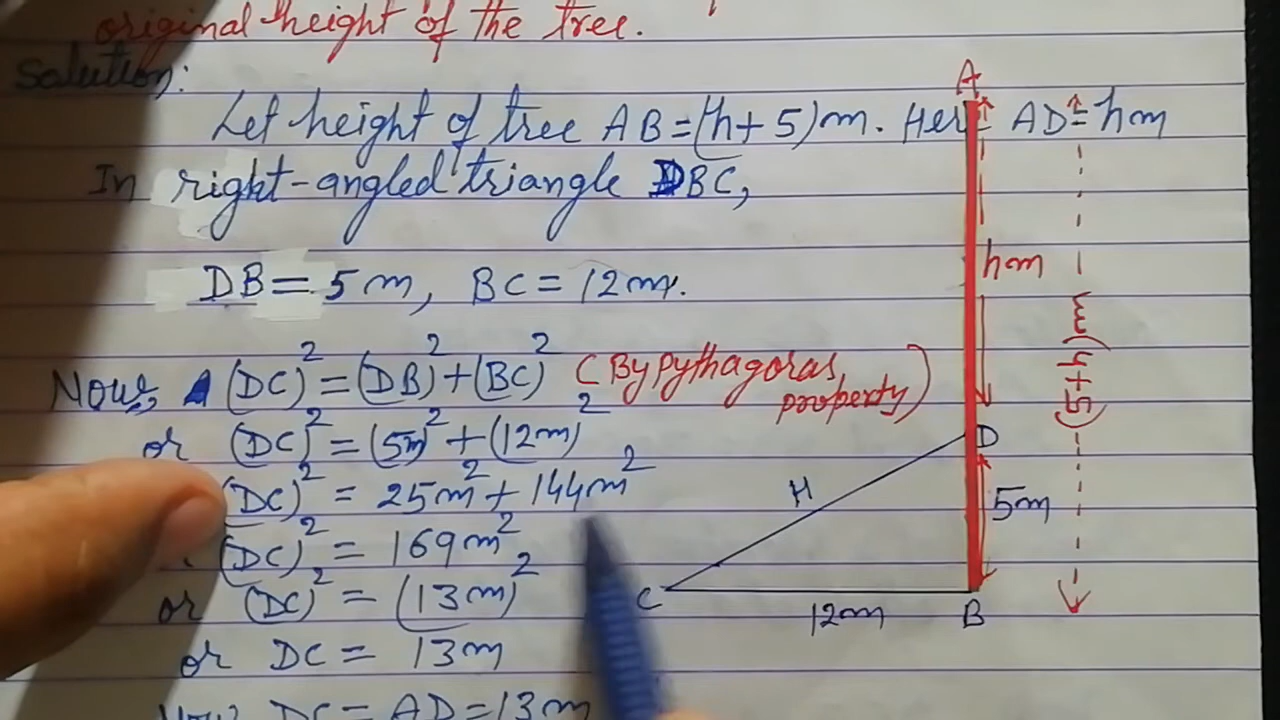 original height of the tree.
Solution:
Let height of tree AB = (h + 5) m. Here AD = h m
In right-angled triangle DBC,
DB = 5 m, BC = 12 m.
Now, (DC)² = (DB)² + (BC)² (By Pythagoras property)
or (DC)² = (5m)² + (12m)²
(DC)² = 25m² + 144m²
(DC)² = 169m²
or (DC)² = (13m)²
or DC = 13m
Now DC = AD = 13m
A
hm
(5+h)m
D
H
5m
C
12m
B